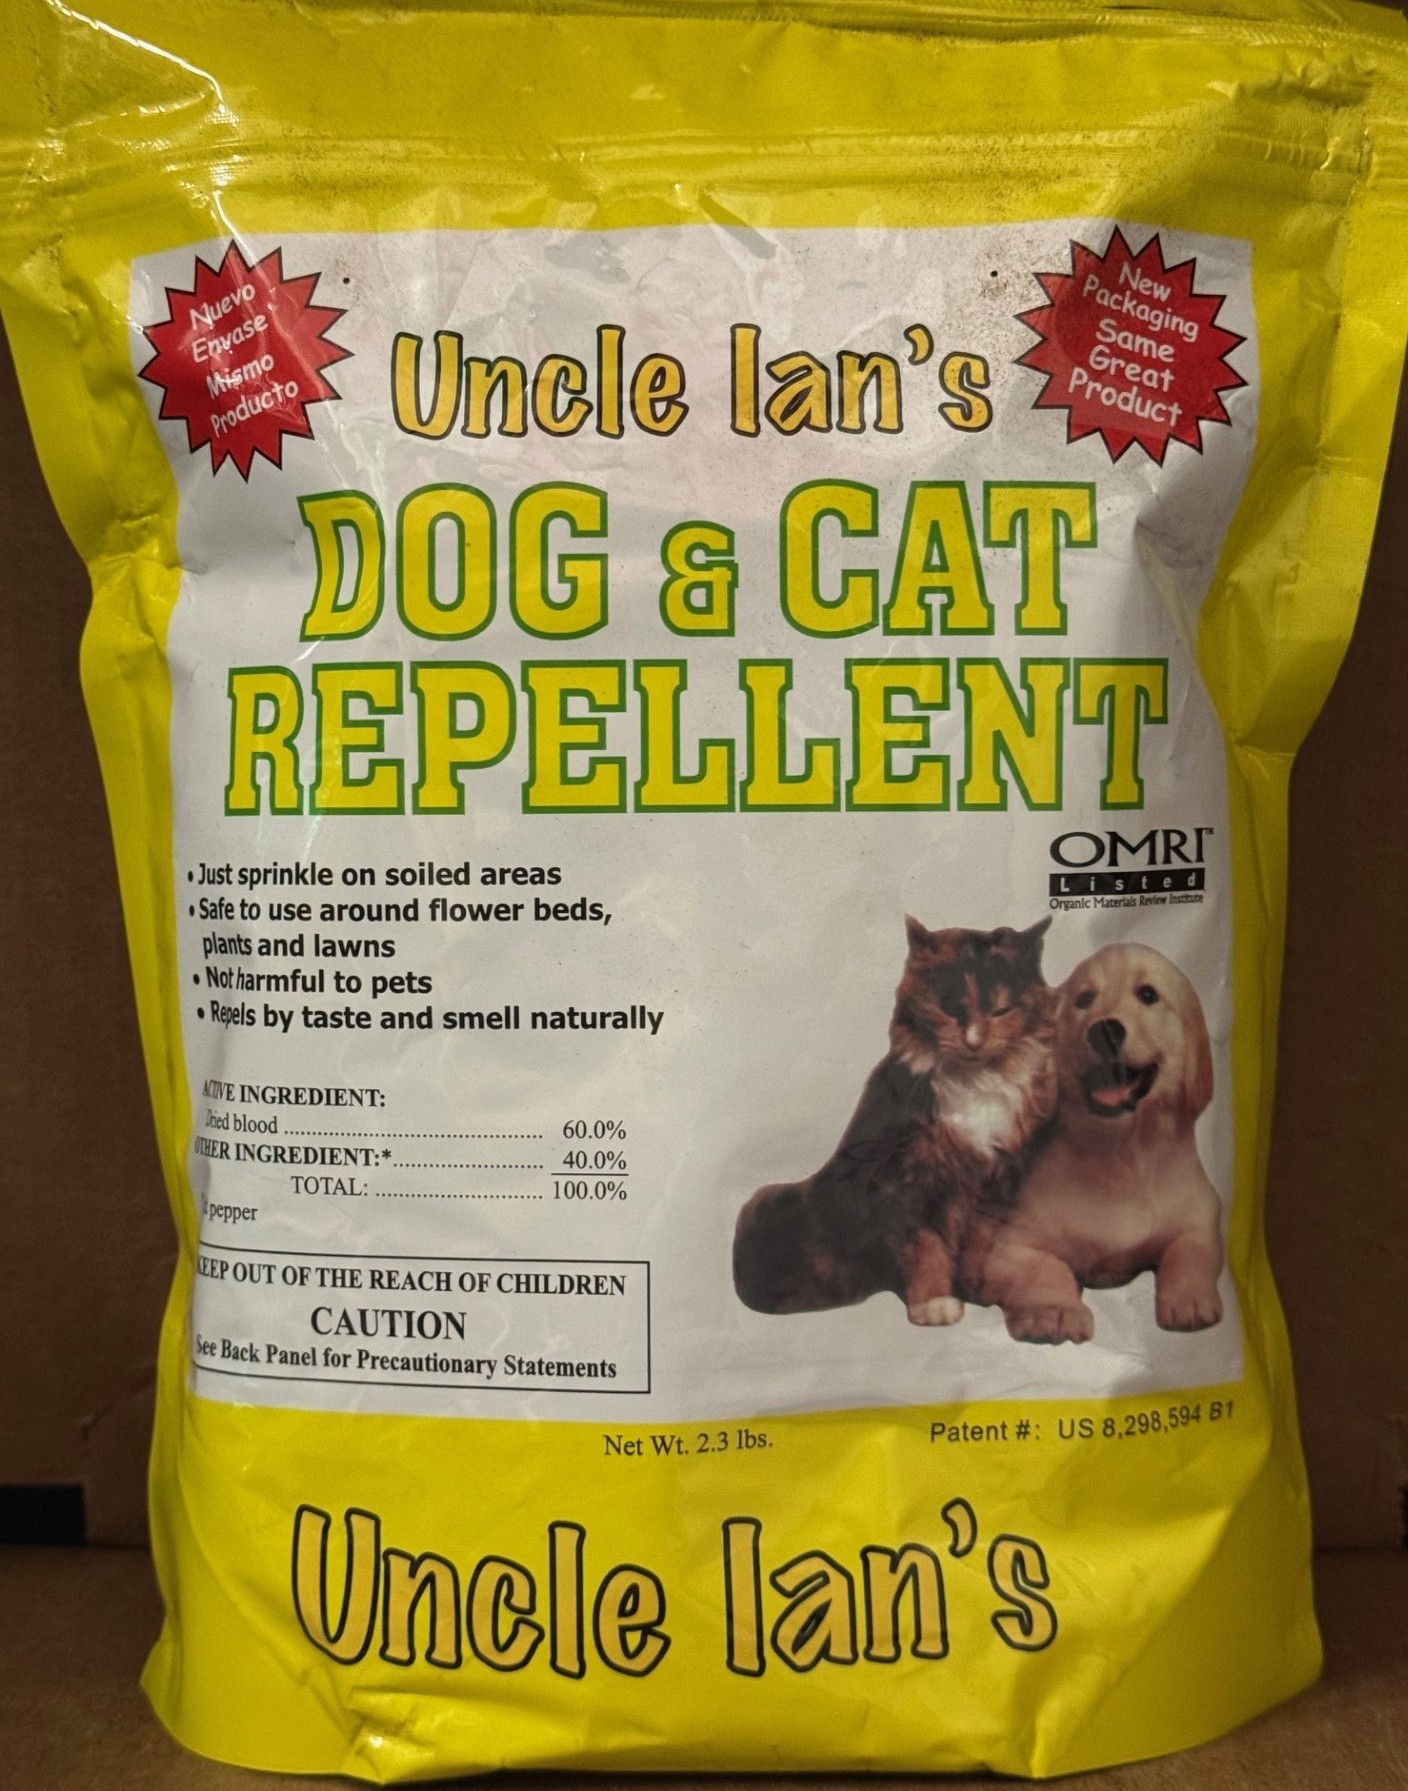 Nuevo
Envase
Mismo
Producto
New
Packaging
Same
Great
Product
Uncle Ian's
DOG & CAT
REPELLENT
OMRI™
Listed
Organic Materials Review Institute
• Just sprinkle on soiled areas
• Safe to use around flower beds,
plants and lawns
• Not harmful to pets
• Repels by taste and smell naturally
ACTIVE INGREDIENT:
Dried blood ........................................ 60.0%
OTHER INGREDIENT:*........................ 40.0%
TOTAL: ........................... 100.0%
pepper
KEEP OUT OF THE REACH OF CHILDREN
CAUTION
See Back Panel for Precautionary Statements
Net Wt. 2.3 lbs.
Patent #: US 8,298,594 B1
Uncle Ian's